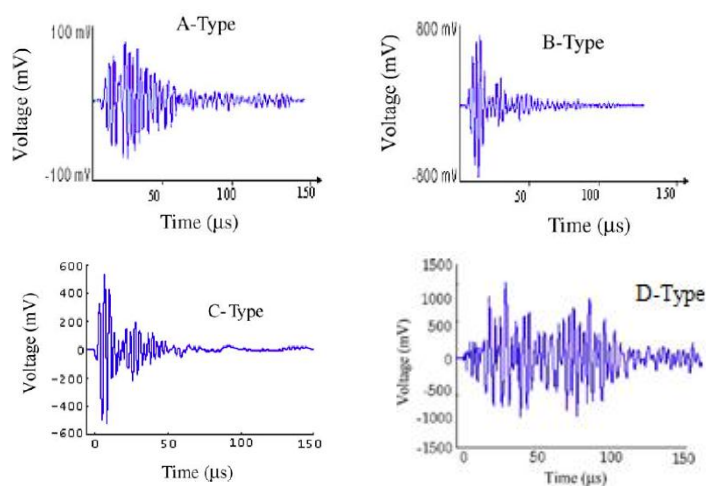 A-Type
100 mV
Voltage (mV)
-100 mV
50
100
150
Time (μs)
B-Type
800 mV
Voltage (mV)
-800 mV
50
100
150
Time (μs)
C-Type
600
400
200
0
-200
-400
-600
Voltage (mV)
0
50
100
150
Time (μs)
D-Type
1500
1000
500
0
-500
-1000
-1500
Voltage (mV)
0
50
100
150
Time (μs)